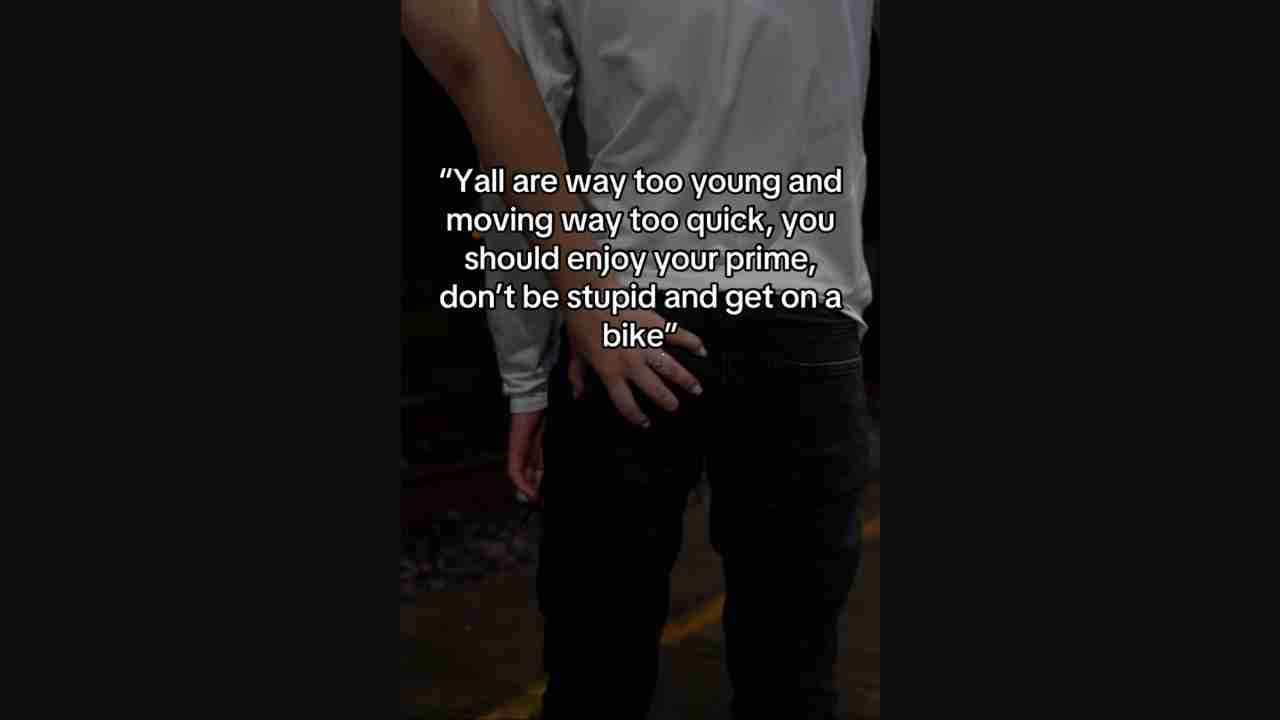 “Yall are way too young and
moving way too quick, you
should enjoy your prime,
don’t be stupid and get on a
bike”